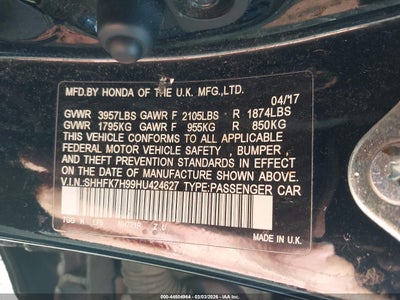 MFD.BY HONDA OF THE U.K. MFG.,LTD.
04/17
GVWR 3957LBS GAWR F 2105LBS R 1874LBS
GVWR 1795KG GAWR F 955KG R 850KG
THIS VEHICLE CONFORMS TO ALL APPLICABLE
FEDERAL MOTOR VEHICLE SAFETY , BUMPER ,
AND THEFT PREVENTION STANDARDS IN EFFECT
ON THE DATE OF MANUFACTURE SHOWN ABOVE.
V.I.N.:SHHFK7H99HU424627 TYPE:PASSENGER CAR
MADE IN U.K.